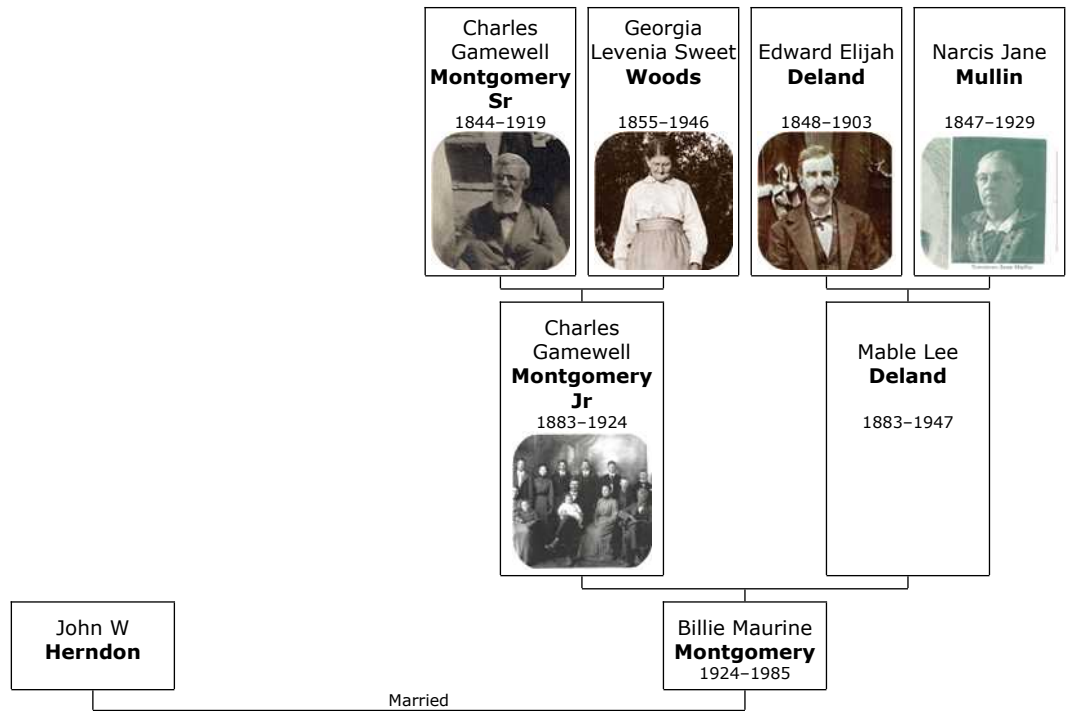 Charles
Gamewell
Montgomery
Sr
1844–1919
Georgia
Levenia Sweet
Woods
1855–1946
Edward Elijah
Deland
1848–1903
Narcis Jane
Mullin
1847–1929
Charles
Gamewell
Montgomery
Jr
1883–1924
Mable Lee
Deland
1883–1947
John W
Herndon
Billie Maurine
Montgomery
1924–1985
Married